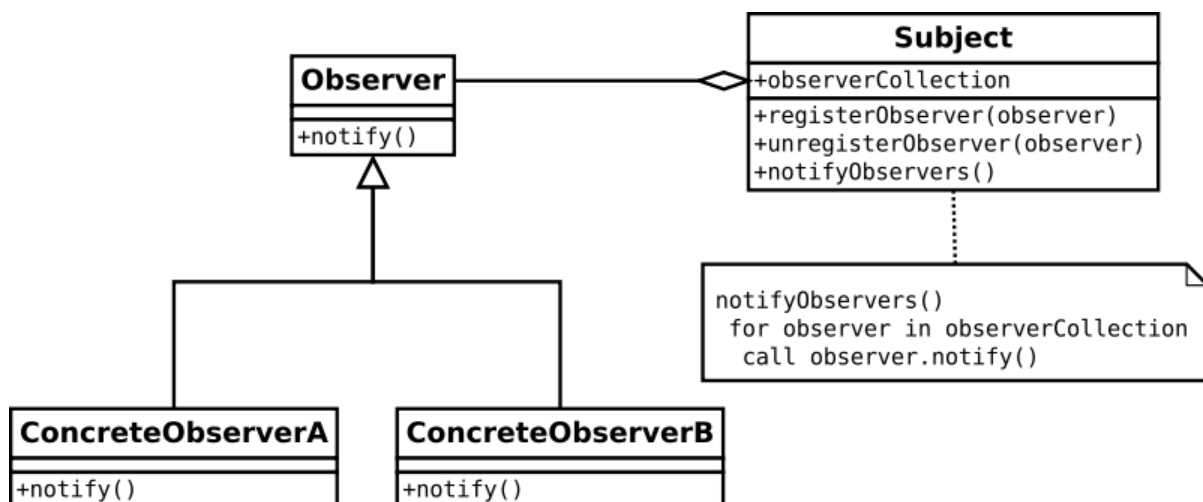 Observer
+notify()
Subject
+observerCollection
+registerObserver(observer)
+unregisterObserver(observer)
+notifyObservers()
notifyObservers()
for observer in observerCollection
call observer.notify()
ConcreteObserverA
+notify()
ConcreteObserverB
+notify()